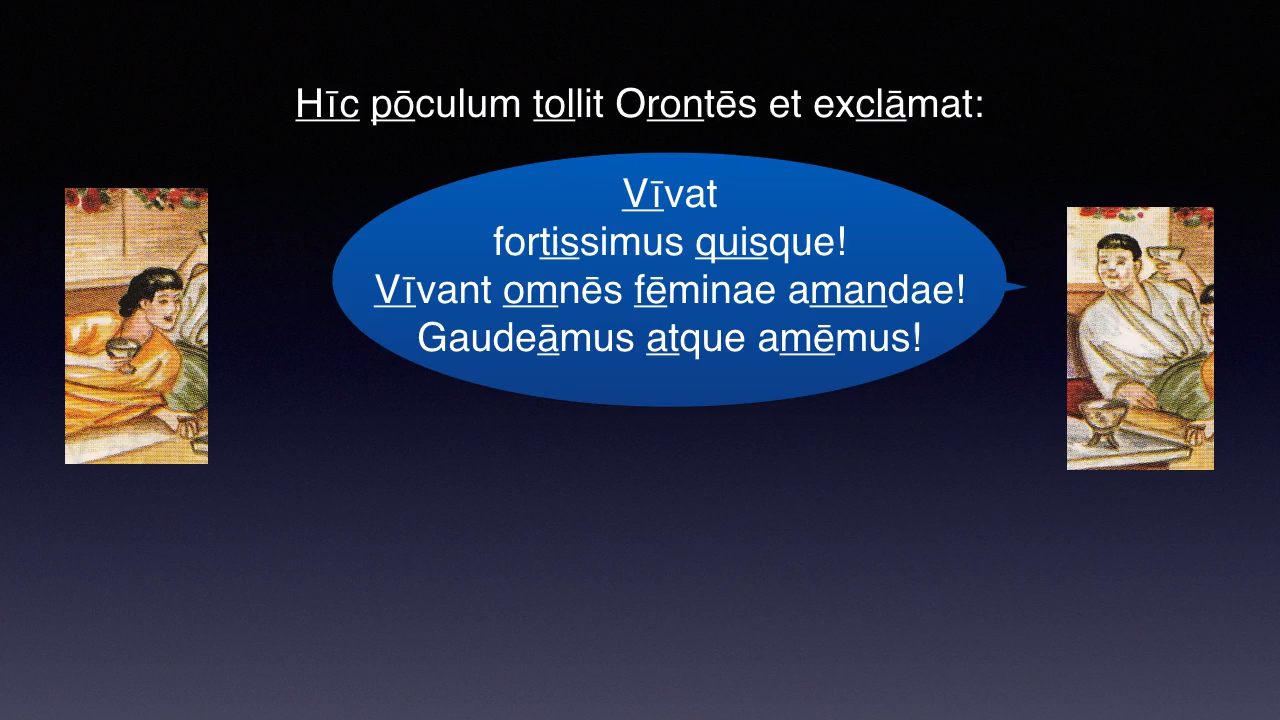 Hīc pōculum tollit Orontēs et exclāmat:
Vīvat
fortissimus quisque!
Vīvant omnēs fēminae amandae!
Gaudeāmus atque amēmus!